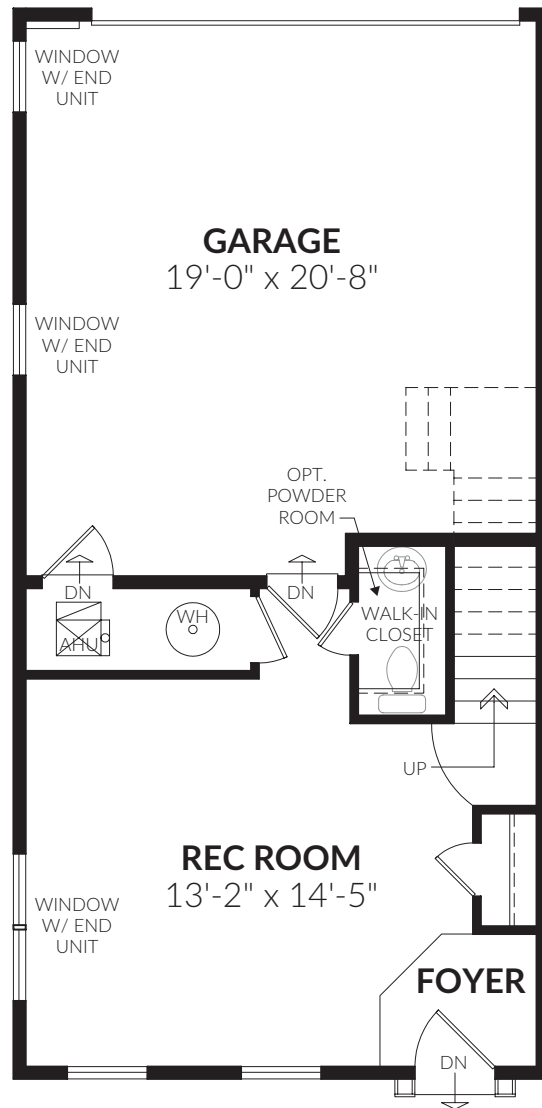 WINDOW
W/ END
UNIT
GARAGE
19'-0" x 20'-8"
WINDOW
W/ END
UNIT
OPT.
POWDER
ROOM
DN
DN
AHU
WH
WALK-IN
CLOSET
UP
REC ROOM
13'-2" x 14'-5"
WINDOW
W/ END
UNIT
FOYER
DN